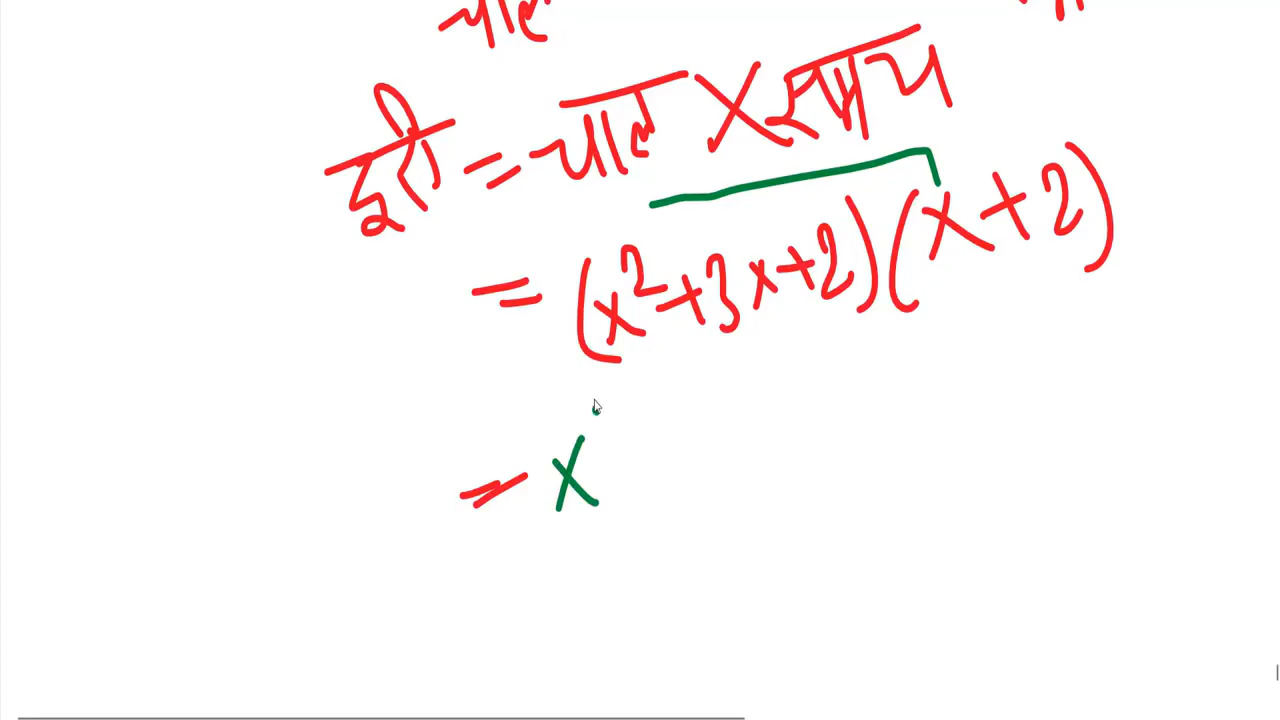 चाल
दूरी = चाल × समय
= (x²+3x+2)(x+2)
= x